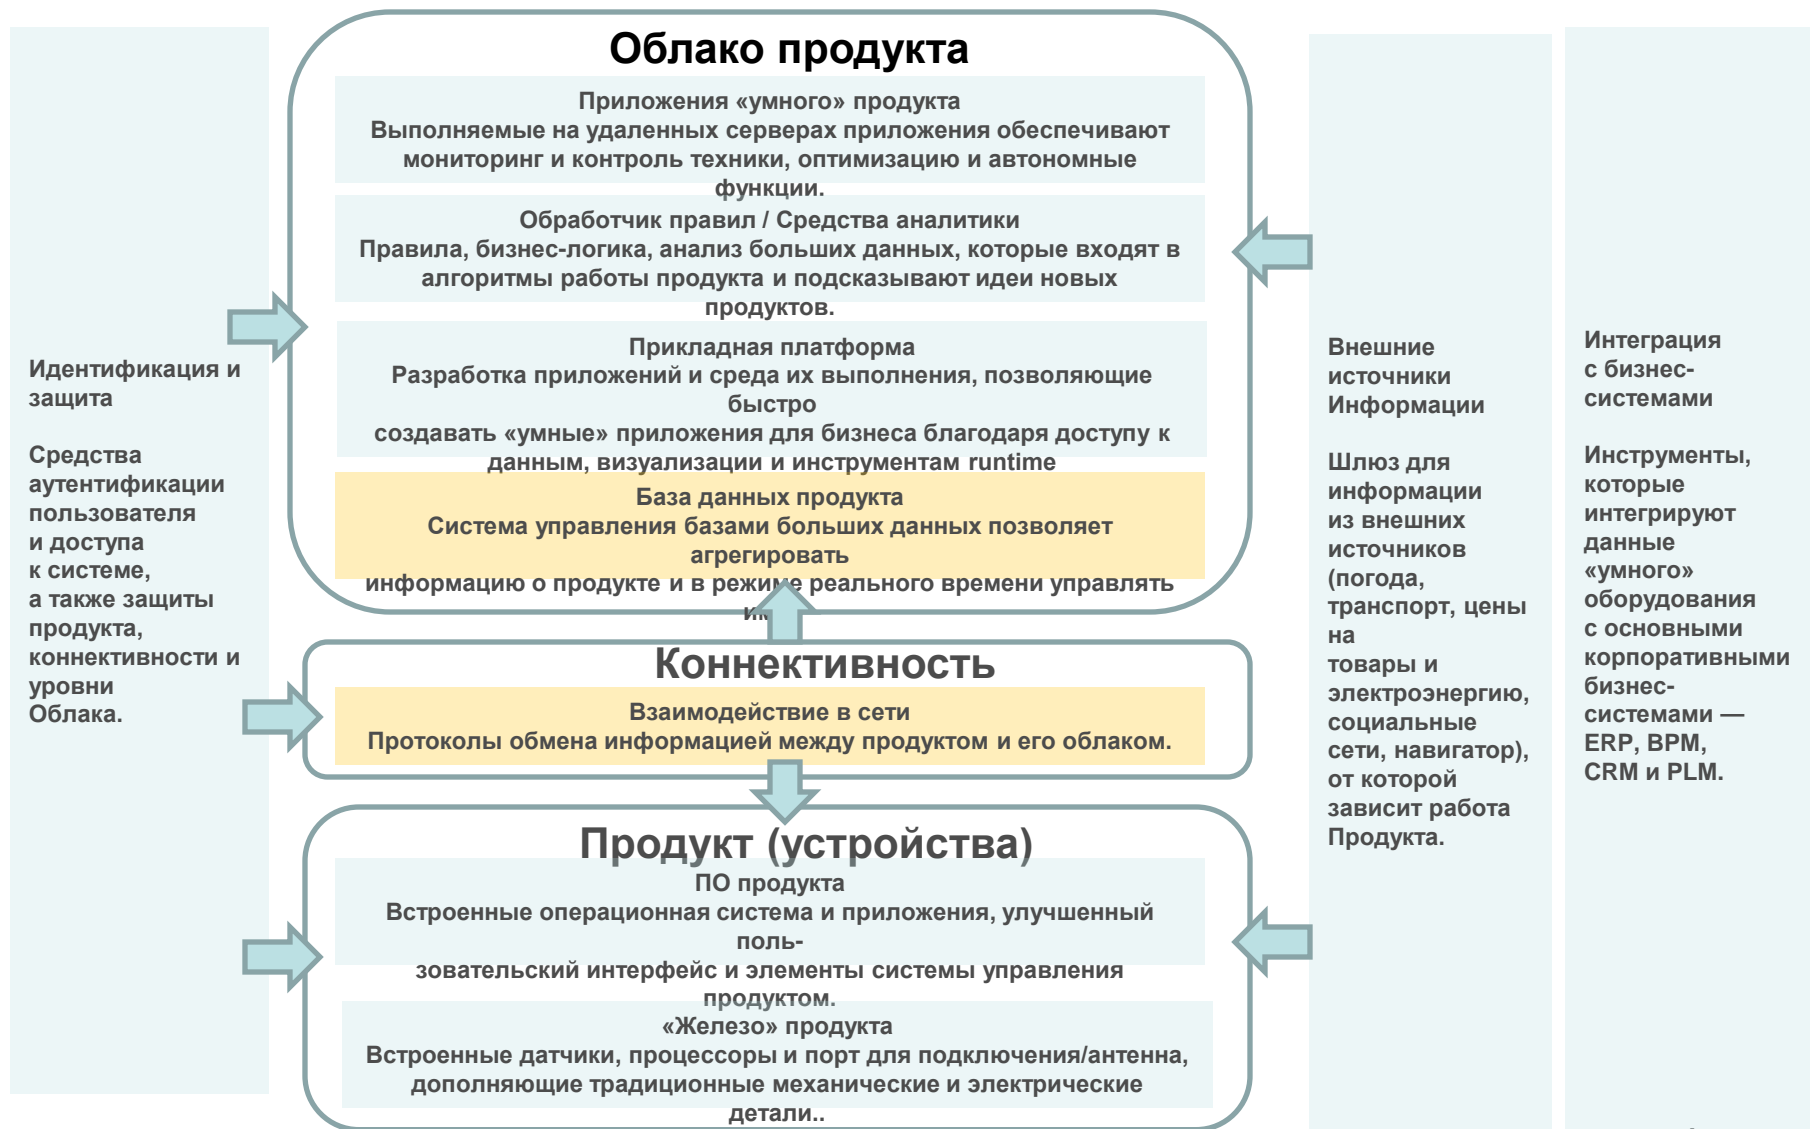 Облако продукта
Приложения «умного» продукта
Выполняемые на удаленных серверах приложения обеспечивают
мониторинг и контроль техники, оптимизацию и автономные
функции.
Обработчик правил / Средства аналитики
Правила, бизнес-логика, анализ больших данных, которые входят в
алгоритмы работы продукта и подсказывают идеи новых
продуктов.
Прикладная платформа
Разработка приложений и среда их выполнения, позволяющие
быстро
создавать «умные» приложения для бизнеса благодаря доступу к
данным, визуализации и инструментам runtime
База данных продукта
Система управления базами больших данных позволяет
агрегировать
информацию о продукте и в режиме реального времени управлять
Коннективность
Взаимодействие в сети
Протоколы обмена информацией между продуктом и его облаком.
Продукт (устройства)
ПО продукта
Встроенные операционная система и приложения, улучшенный
поль-
зовательский интерфейс и элементы системы управления
продуктом.
«Железо» продукта
Встроенные датчики, процессоры и порт для подключения/антенна,
дополняющие традиционные механические и электрические
детали..
Идентификация и
защита
Средства
аутентификации
пользователя
и доступа
к системе,
а также защиты
продукта,
коннективности и
уровни
Облака.
Внешние
источники
Информации
Шлюз для
информации
из внешних
источников
(погода,
транспорт, цены
на
товары и
электроэнергию,
социальные
сети, навигатор),
от которой
зависит работа
Продукта.
Интеграция
с бизнес-
системами
Инструменты,
которые
интегрируют
данные
«умного»
оборудования
с основными
корпоративными
бизнес-
системами —
ERP, BPM,
CRM и PLM.